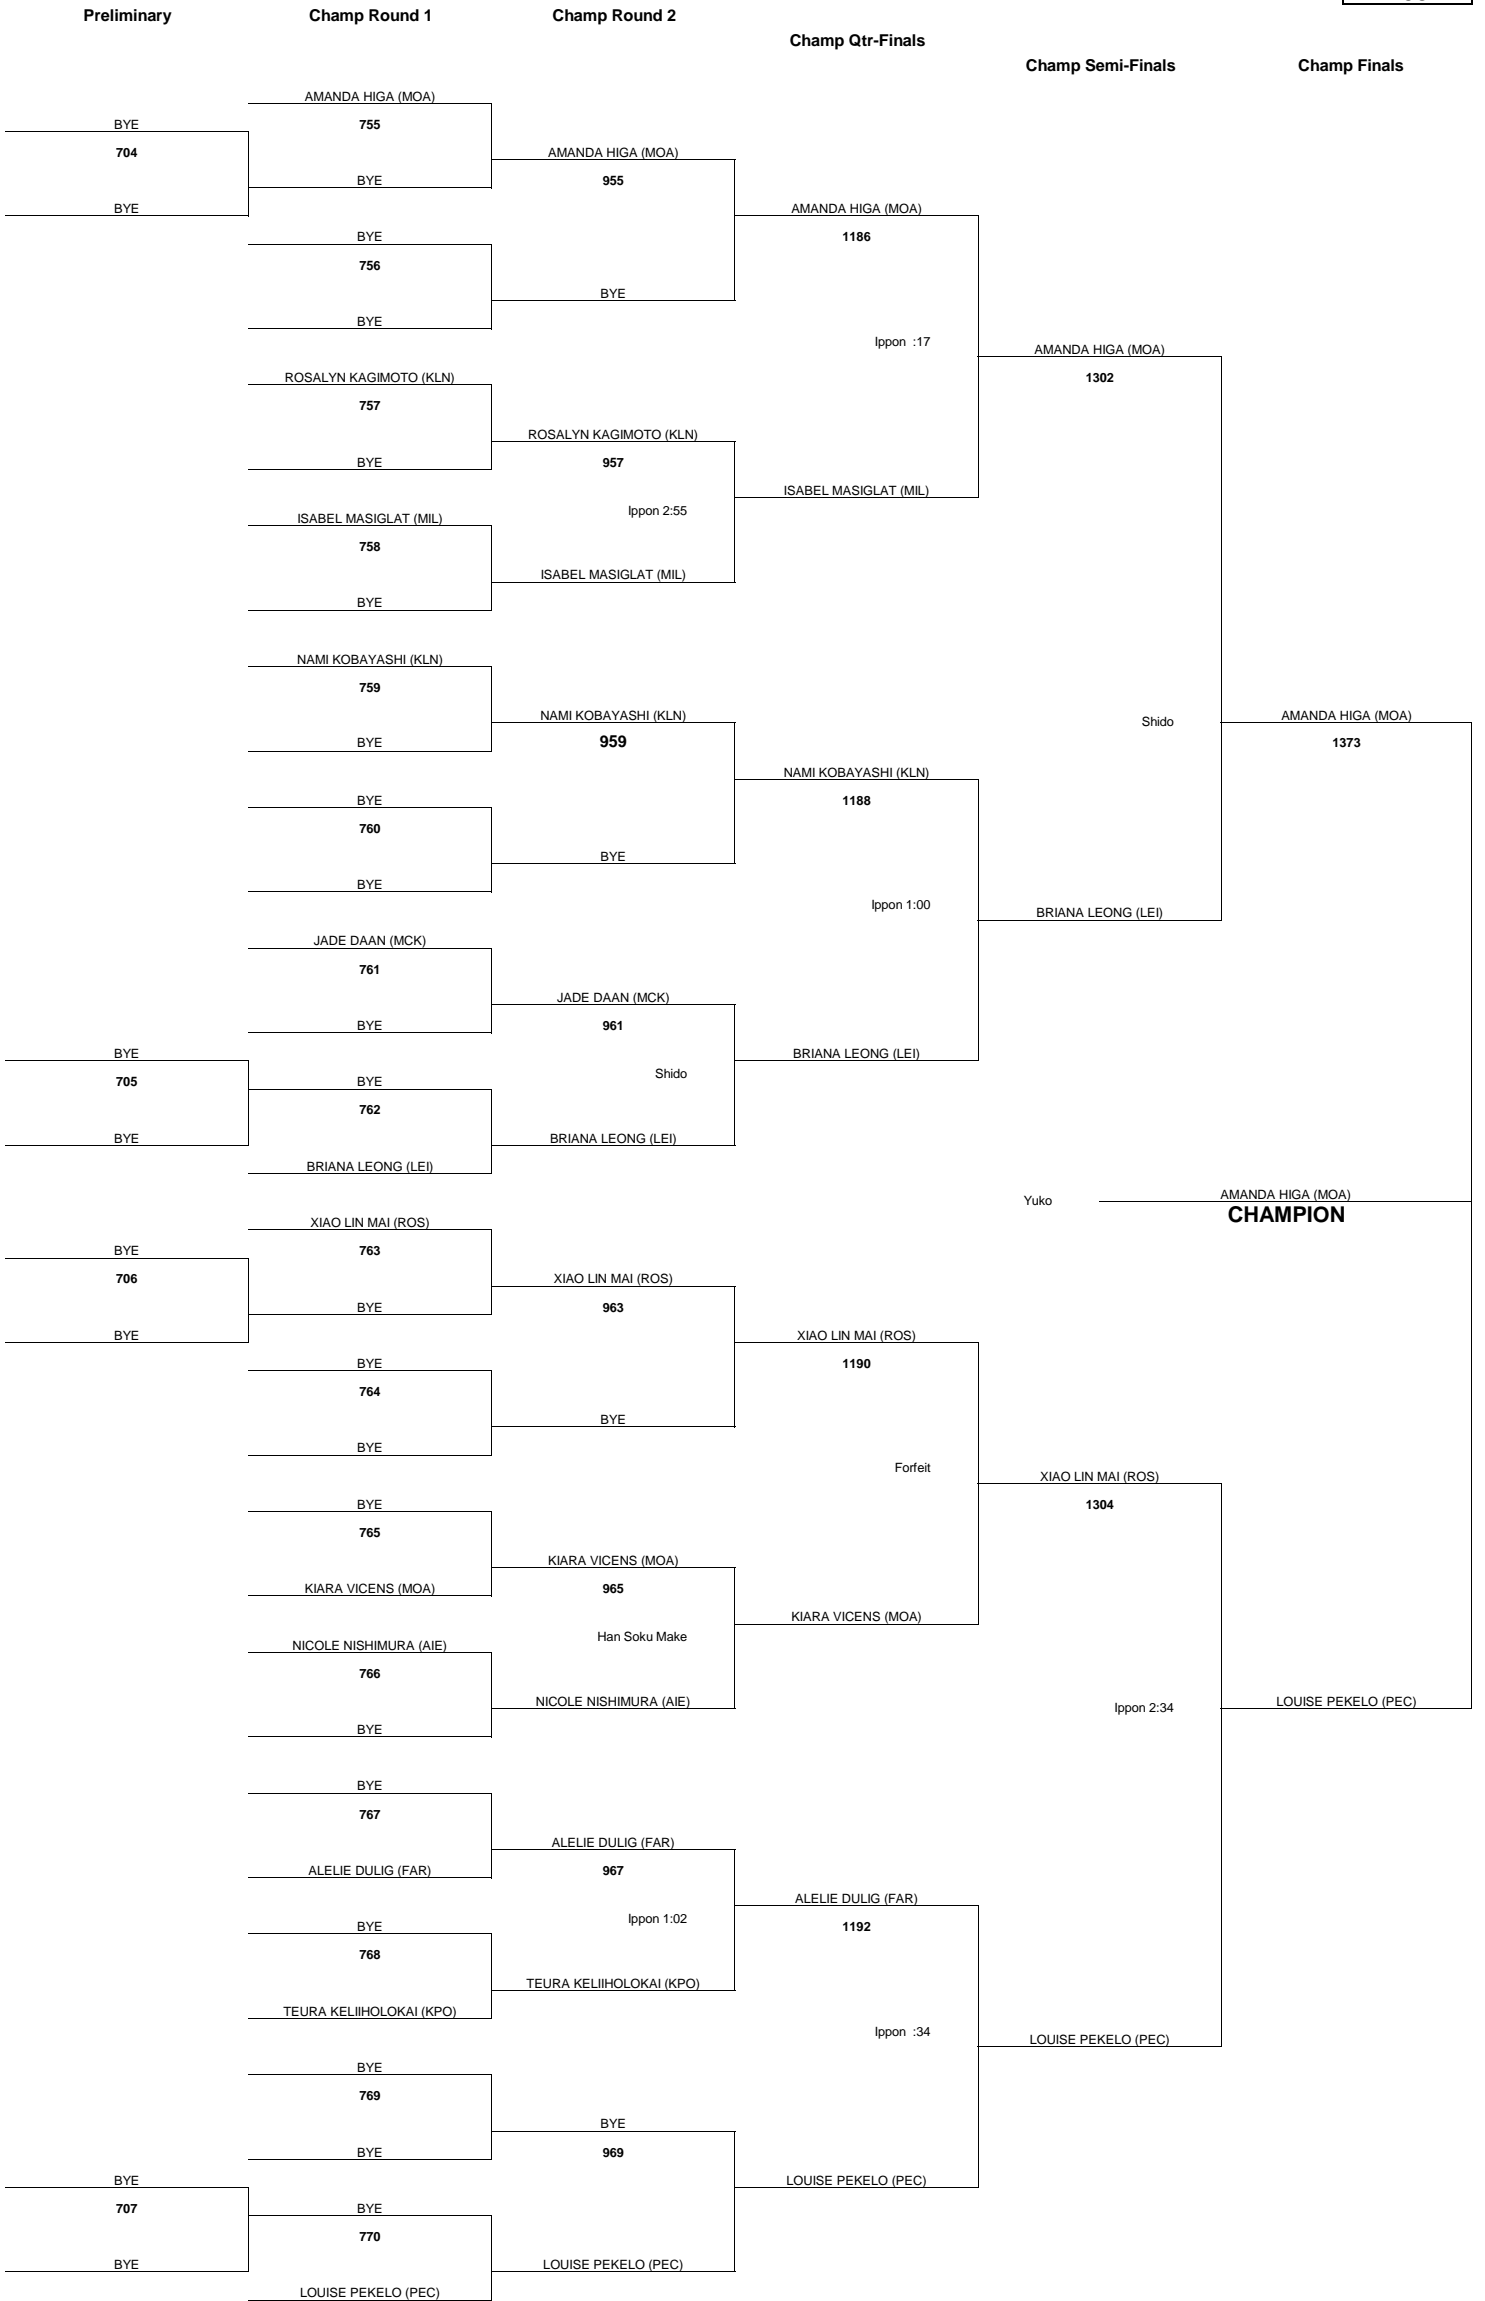 Preliminary
Champ Round 1
Champ Round 2
Champ Qtr-Finals
Champ Semi-Finals
Champ Finals
BYE
704
BYE
BYE
705
BYE
BYE
706
BYE
BYE
707
BYE
AMANDA HIGA (MOA)
755
BYE
BYE
756
BYE
ROSALYN KAGIMOTO (KLN)
757
BYE
ISABEL MASIGLAT (MIL)
758
BYE
NAMI KOBAYASHI (KLN)
759
BYE
BYE
760
BYE
JADE DAAN (MCK)
761
BYE
BYE
762
BRIANA LEONG (LEI)
XIAO LIN MAI (ROS)
763
BYE
BYE
764
BYE
BYE
765
KIARA VICENS (MOA)
NICOLE NISHIMURA (AIE)
766
BYE
BYE
767
ALELIE DULIG (FAR)
BYE
768
TEURA KELIIHOLOKAI (KPO)
BYE
769
BYE
BYE
770
LOUISE PEKELO (PEC)
AMANDA HIGA (MOA)
955
BYE
ROSALYN KAGIMOTO (KLN)
957
Ippon 2:55
ISABEL MASIGLAT (MIL)
NAMI KOBAYASHI (KLN)
959
BYE
JADE DAAN (MCK)
961
Shido
BRIANA LEONG (LEI)
XIAO LIN MAI (ROS)
963
BYE
KIARA VICENS (MOA)
965
Han Soku Make
NICOLE NISHIMURA (AIE)
ALELIE DULIG (FAR)
967
Ippon 1:02
TEURA KELIIHOLOKAI (KPO)
BYE
969
LOUISE PEKELO (PEC)
AMANDA HIGA (MOA)
1186
Ippon :17
ISABEL MASIGLAT (MIL)
NAMI KOBAYASHI (KLN)
1188
Ippon 1:00
BRIANA LEONG (LEI)
XIAO LIN MAI (ROS)
1190
Forfeit
KIARA VICENS (MOA)
ALELIE DULIG (FAR)
1192
Ippon :34
LOUISE PEKELO (PEC)
AMANDA HIGA (MOA)
1302
Shido
BRIANA LEONG (LEI)
XIAO LIN MAI (ROS)
1304
Ippon 2:34
LOUISE PEKELO (PEC)
AMANDA HIGA (MOA)
1373
Yuko
AMANDA HIGA (MOA)
CHAMPION
LOUISE PEKELO (PEC)